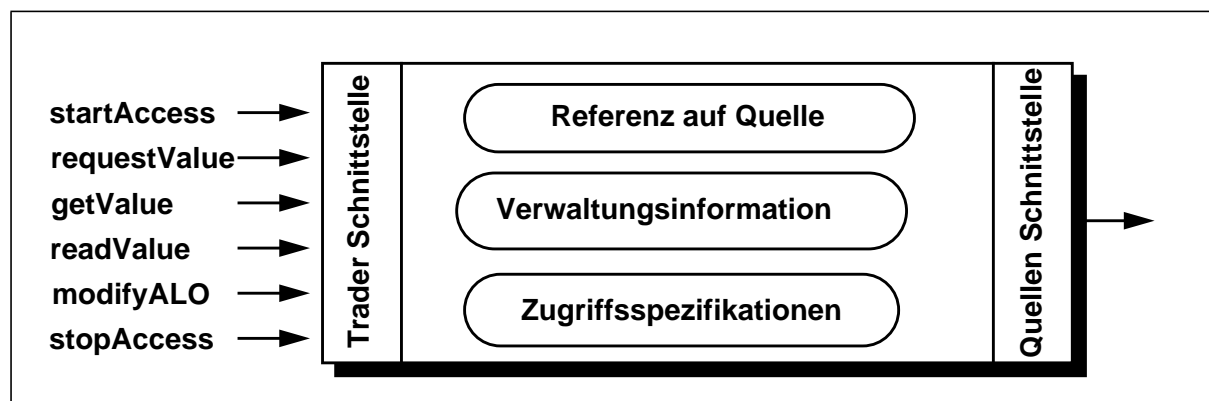 startAccess
requestValue
getValue
readValue
modifyALO
stopAccess
Trader Schnittstelle
Referenz auf Quelle
Verwaltungsinformation
Zugriffsspezifikationen
Quellen Schnittstelle